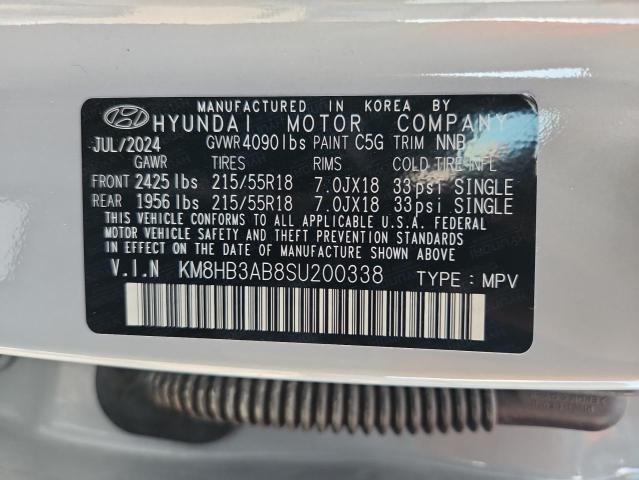 MANUFACTURED IN KOREA BY
HYUNDAI MOTOR COMPANY
JUL/2024 GVWR 4090 lbs PAINT C5G TRIM NNB
GAWR TIRES RIMS COLD TIRE INFL
FRONT 2425 lbs 215/55R18 7.0JX18 33psi SINGLE
REAR 1956 lbs 215/55R18 7.0JX18 33psi SINGLE
THIS VEHICLE CONFORMS TO ALL APPLICABLE U.S.A. FEDERAL
MOTOR VEHICLE SAFETY AND THEFT PREVENTION STANDARDS
IN EFFECT ON THE DATE OF MANUFACTURE SHOWN ABOVE.
V.I.N KM8HB3AB8SU200338 TYPE : MPV